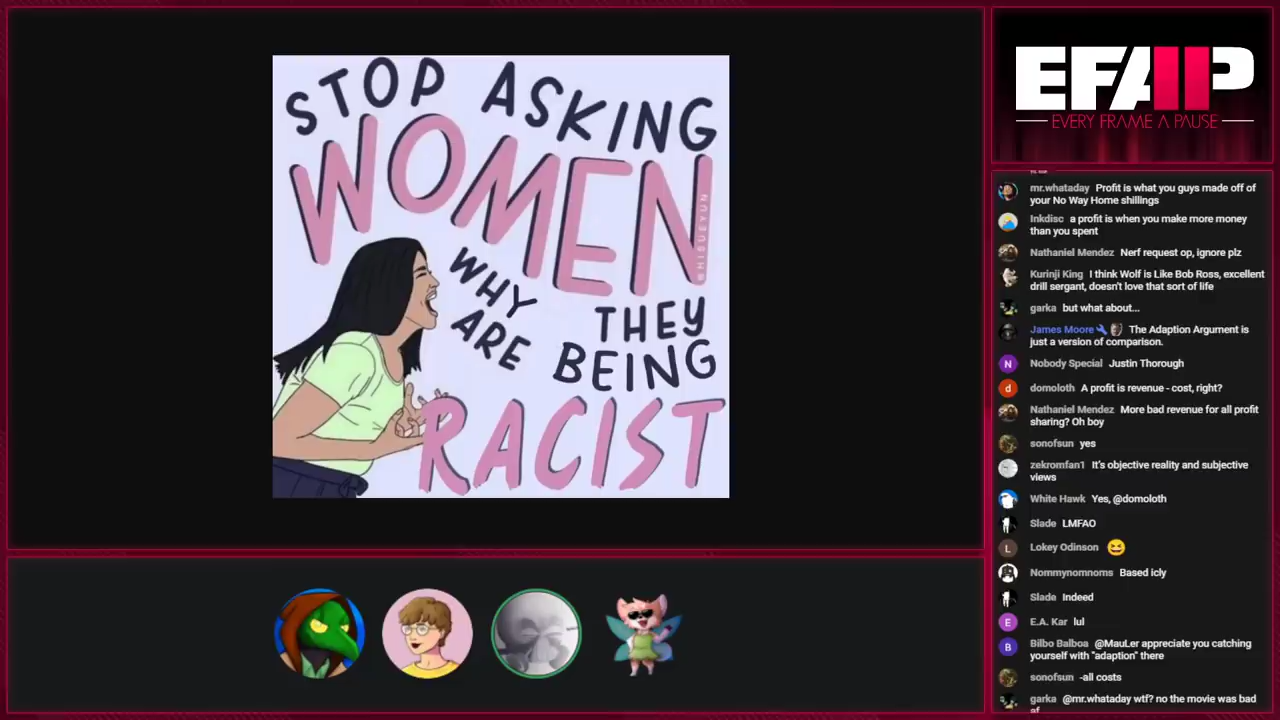 STOP ASKING
WOMEN
@HISUEYUN
WHY THEY
ARE BEING
RACIST
EFAP
EVERY FRAME A PAUSE
mr.whataday Profit is what you guys made off of
your No Way Home shillings
Inkdisc a profit is when you make more money
than you spent
Nathaniel Mendez Nerf request op, ignore plz
Kurinji King I think Wolf is Like Bob Ross, excellent
drill sergant, doesn't love that sort of life
garka but what about...
James Moore The Adaption Argument is
just a version of comparison.
N
Nobody Special Justin Thorough
d
domoloth A profit is revenue - cost, right?
Nathaniel Mendez More bad revenue for all profit
sharing? Oh boy
sonofsun yes
zekromfan1 It's objective reality and subjective
views
White Hawk Yes, @domoloth
Slade LMFAO
L
Lokey Odinson 😆
Nommynomnoms Based icly
Slade Indeed
E
E.A. Kar lul
B
Bilbo Balboa @MauLer appreciate you catching
yourself with "adaption" there
sonofsun -all costs
garka @mr.whataday wtf? no the movie was bad
af